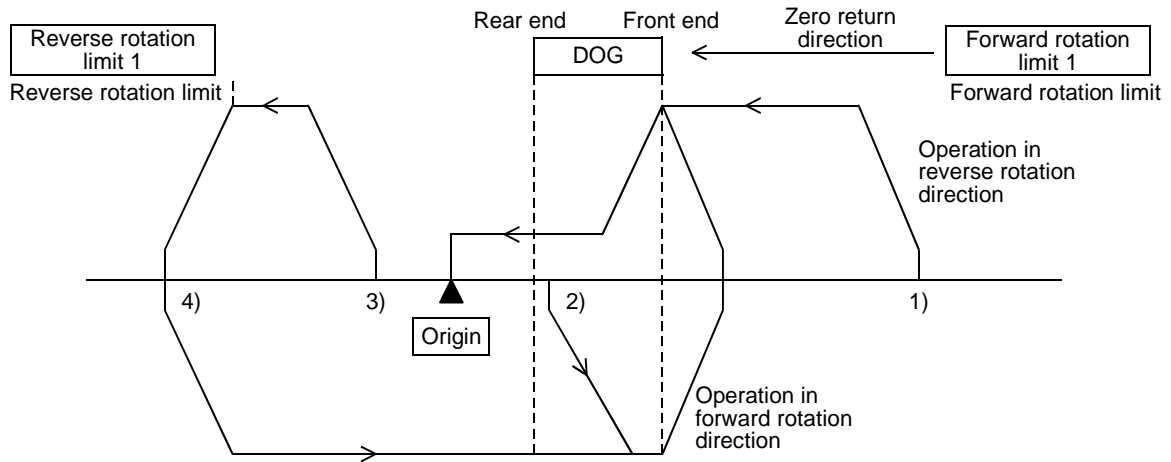 Rear end
Front end
Zero return
direction
Reverse rotation
limit 1
DOG
Forward rotation
limit 1
Reverse rotation limit
Forward rotation limit
Operation in
reverse rotation
direction
4)
3)
2)
1)
Origin
Operation in
forward rotation
direction